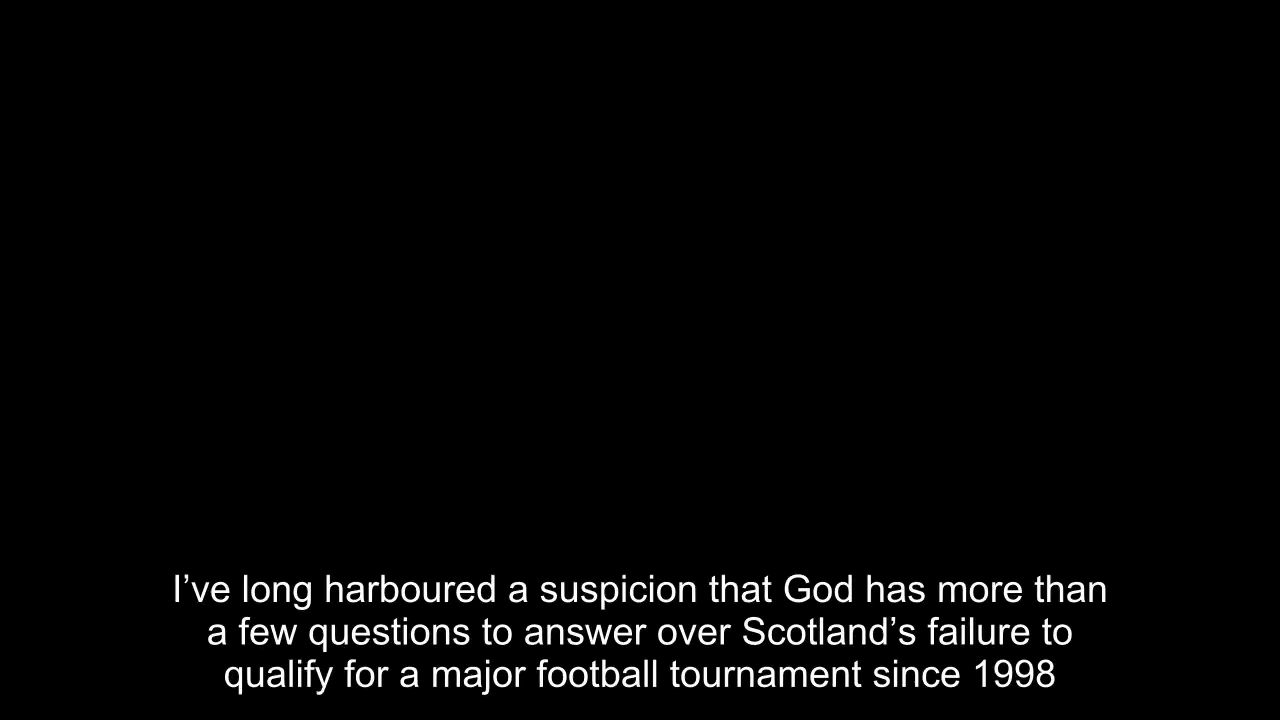 I’ve long harboured a suspicion that God has more than
a few questions to answer over Scotland’s failure to
qualify for a major football tournament since 1998